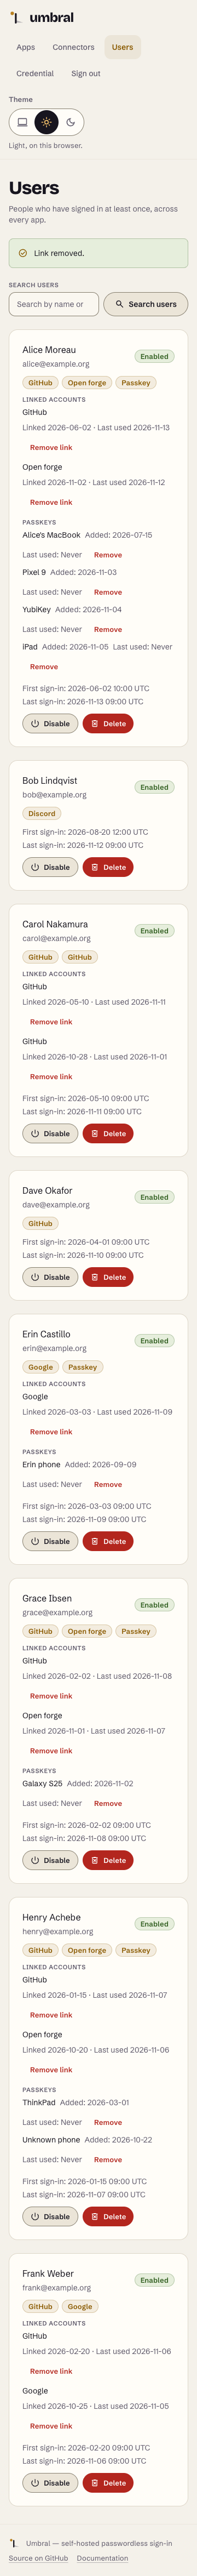 umbral
Apps Connectors Users
Credential Sign out
Theme
Light, on this browser.
Users
People who have signed in at least once, across
every app.
Link removed.
SEARCH USERS
Search by name or
Search users
Alice Moreau
Enabled
alice@example.org
GitHub Open forge Passkey
LINKED ACCOUNTS
GitHub
Linked 2026-06-02 · Last used 2026-11-13
Remove link
Open forge
Linked 2026-11-02 · Last used 2026-11-12
Remove link
PASSKEYS
Alice's MacBook Added: 2026-07-15
Last used: Never Remove
Pixel 9 Added: 2026-11-03
Last used: Never Remove
YubiKey Added: 2026-11-04
Last used: Never Remove
iPad Added: 2026-11-05 Last used: Never
Remove
First sign-in: 2026-06-02 10:00 UTC
Last sign-in: 2026-11-13 09:00 UTC
Disable Delete
Bob Lindqvist
Enabled
bob@example.org
Discord
First sign-in: 2026-08-20 12:00 UTC
Last sign-in: 2026-11-12 09:00 UTC
Disable Delete
Carol Nakamura
Enabled
carol@example.org
GitHub GitHub
LINKED ACCOUNTS
GitHub
Linked 2026-05-10 · Last used 2026-11-11
Remove link
GitHub
Linked 2026-10-28 · Last used 2026-11-01
Remove link
First sign-in: 2026-05-10 09:00 UTC
Last sign-in: 2026-11-11 09:00 UTC
Disable Delete
Dave Okafor
Enabled
dave@example.org
GitHub
First sign-in: 2026-04-01 09:00 UTC
Last sign-in: 2026-11-10 09:00 UTC
Disable Delete
Erin Castillo
Enabled
erin@example.org
Google Passkey
LINKED ACCOUNTS
Google
Linked 2026-03-03 · Last used 2026-11-09
Remove link
PASSKEYS
Erin phone Added: 2026-09-09
Last used: Never Remove
First sign-in: 2026-03-03 09:00 UTC
Last sign-in: 2026-11-09 09:00 UTC
Disable Delete
Grace Ibsen
Enabled
grace@example.org
GitHub Open forge Passkey
LINKED ACCOUNTS
GitHub
Linked 2026-02-02 · Last used 2026-11-08
Remove link
Open forge
Linked 2026-11-01 · Last used 2026-11-07
Remove link
PASSKEYS
Galaxy S25 Added: 2026-11-02
Last used: Never Remove
First sign-in: 2026-02-02 09:00 UTC
Last sign-in: 2026-11-08 09:00 UTC
Disable Delete
Henry Achebe
Enabled
henry@example.org
GitHub Open forge Passkey
LINKED ACCOUNTS
GitHub
Linked 2026-01-15 · Last used 2026-11-07
Remove link
Open forge
Linked 2026-10-20 · Last used 2026-11-06
Remove link
PASSKEYS
ThinkPad Added: 2026-03-01
Last used: Never Remove
Unknown phone Added: 2026-10-22
Last used: Never Remove
First sign-in: 2026-01-15 09:00 UTC
Last sign-in: 2026-11-07 09:00 UTC
Disable Delete
Frank Weber
Enabled
frank@example.org
GitHub Google
LINKED ACCOUNTS
GitHub
Linked 2026-02-20 · Last used 2026-11-06
Remove link
Google
Linked 2026-10-25 · Last used 2026-11-05
Remove link
First sign-in: 2026-02-20 09:00 UTC
Last sign-in: 2026-11-06 09:00 UTC
Disable Delete
Umbral — self-hosted passwordless sign-in
Source on GitHub Documentation